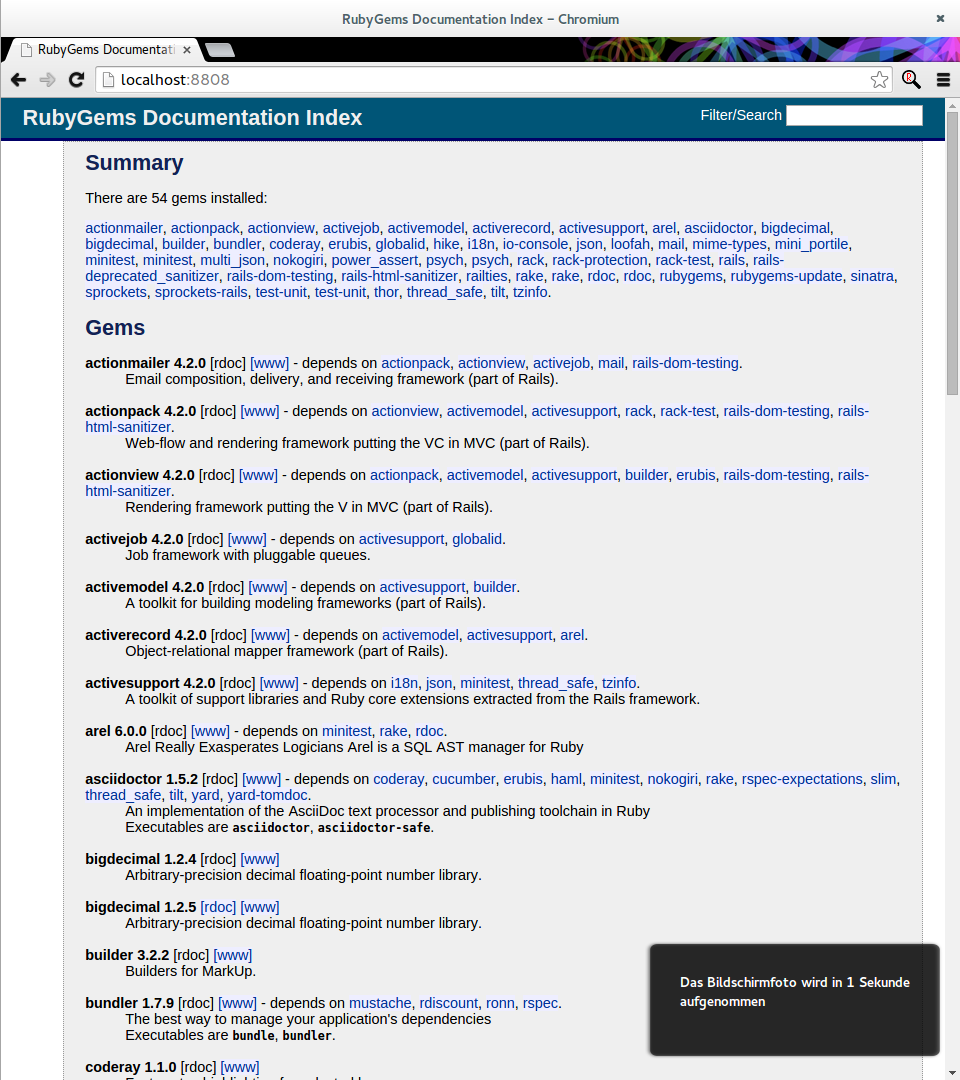 RubyGems Documentation Index - Chromium
RubyGems Documentati
localhost:8808
RubyGems Documentation Index
Filter/Search
Summary
There are 54 gems installed:
actionmailer, actionpack, actionview, activejob, activemodel, activerecord, activesupport, arel, asciidoctor, bigdecimal,
bigdecimal, builder, bundler, coderay, erubis, globalid, hike, i18n, io-console, json, loofah, mail, mime-types, mini_portile,
minitest, minitest, multi_json, nokogiri, power_assert, psych, psych, rack, rack-protection, rack-test, rails, rails-
deprecated_sanitizer, rails-dom-testing, rails-html-sanitizer, railties, rake, rake, rdoc, rdoc, rubygems, rubygems-update, sinatra,
sprockets, sprockets-rails, test-unit, test-unit, thor, thread_safe, tilt, tzinfo.
Gems
actionmailer 4.2.0 [rdoc] [www] - depends on actionpack, actionview, activejob, mail, rails-dom-testing.
Email composition, delivery, and receiving framework (part of Rails).
actionpack 4.2.0 [rdoc] [www] - depends on actionview, activemodel, activesupport, rack, rack-test, rails-dom-testing, rails-
html-sanitizer.
Web-flow and rendering framework putting the VC in MVC (part of Rails).
actionview 4.2.0 [rdoc] [www] - depends on actionpack, activemodel, activesupport, builder, erubis, rails-dom-testing, rails-
html-sanitizer.
Rendering framework putting the V in MVC (part of Rails).
activejob 4.2.0 [rdoc] [www] - depends on activesupport, globalid.
Job framework with pluggable queues.
activemodel 4.2.0 [rdoc] [www] - depends on activesupport, builder.
A toolkit for building modeling frameworks (part of Rails).
activerecord 4.2.0 [rdoc] [www] - depends on activemodel, activesupport, arel.
Object-relational mapper framework (part of Rails).
activesupport 4.2.0 [rdoc] [www] - depends on i18n, json, minitest, thread_safe, tzinfo.
A toolkit of support libraries and Ruby core extensions extracted from the Rails framework.
arel 6.0.0 [rdoc] [www] - depends on minitest, rake, rdoc.
Arel Really Exasperates Logicians Arel is a SQL AST manager for Ruby
asciidoctor 1.5.2 [rdoc] [www] - depends on coderay, cucumber, erubis, haml, minitest, nokogiri, rake, rspec-expectations, slim,
thread_safe, tilt, yard, yard-tomdoc.
An implementation of the AsciiDoc text processor and publishing toolchain in Ruby
Executables are asciidoctor, asciidoctor-safe.
bigdecimal 1.2.4 [rdoc] [www]
Arbitrary-precision decimal floating-point number library.
bigdecimal 1.2.5 [rdoc] [www]
Arbitrary-precision decimal floating-point number library.
builder 3.2.2 [rdoc] [www]
Builders for MarkUp.
bundler 1.7.9 [rdoc] [www] - depends on mustache, rdiscount, ronn, rspec.
The best way to manage your application's dependencies
Executables are bundle, bundler.
coderay 1.1.0 [rdoc] [www]
Das Bildschirmfoto wird in 1 Sekunde
aufgenommen